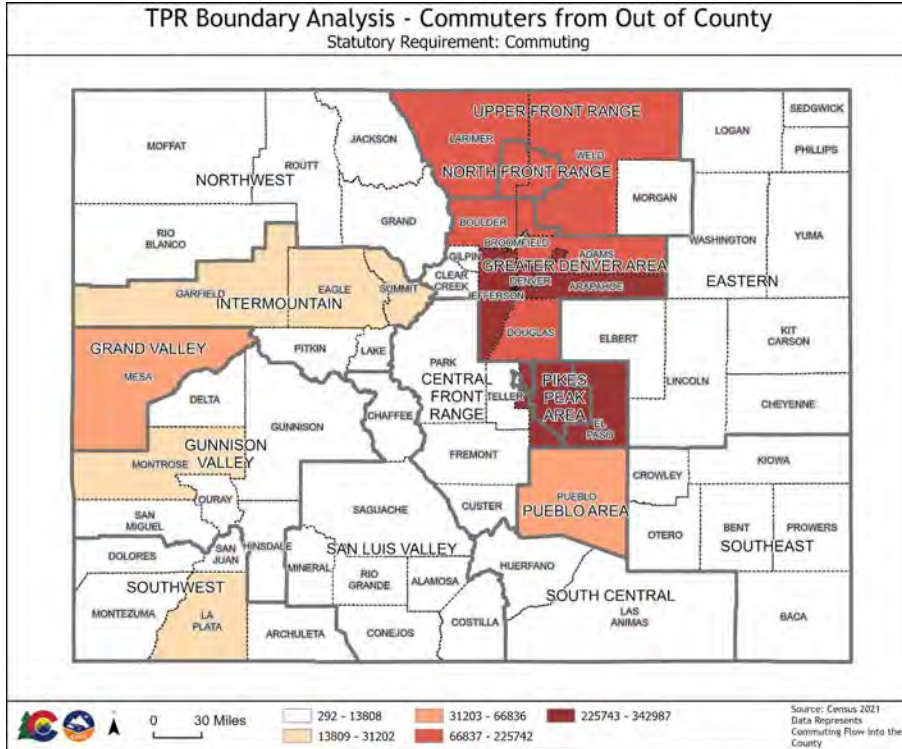 TPR Boundary Analysis - Commuters from Out of County
Statutory Requirement: Commuting
UPPER FRONT RANGE
SEDGWICK
LOGAN
PHILLIPS
JACKSON
LARIMER
MOFFAT
ROUTT
WELD
NORTHWEST
NORTH FRONT RANGE
MORGAN
GRAND
BOULDER
RIO
BLANCO
WASHINGTON
YUMA
BROOMFIELD
GILPIN
ADAMS
GREATER DENVER AREA
CLEAR
CREEK
DENVER
EASTERN
EAGLE
SUMMIT
ARAPAHOE
GARFIELD
JEFFERSON
INTERMOUNTAIN
DOUGLAS
ELBERT
KIT
CARSON
GRAND VALLEY
PITKIN
LAKE
PARK
MESA
CENTRAL
FRONT
RANGE
PIKES
PEAK
AREA
LINCOLN
TELLER
DELTA
CHEYENNE
CHAFFEE
GUNNISON
EL
PASO
GUNNISON
VALLEY
MONTROSE
FREMONT
KIOWA
CROWLEY
OURAY
PUEBLO
PUEBLO AREA
SAGUACHE
CUSTER
SAN
MIGUEL
OTERO
BENT
PROWERS
SOUTHEAST
DOLORES
SAN
JUAN
HINSDALE
SAN LUIS VALLEY
MINERAL
HUERFANO
RIO
GRANDE
ALAMOSA
SOUTHWEST
SOUTH CENTRAL
MONTEZUMA
LA
PLATA
LAS
ANIMAS
BACA
COSTILLA
ARCHULETA
CONEJOS
0 30 Miles
292 - 13808
13809 - 31202
31203 - 66836
66837 - 225742
225743 - 342987
Source: Census 2021
Data Represents
Commuting Flow into the
County